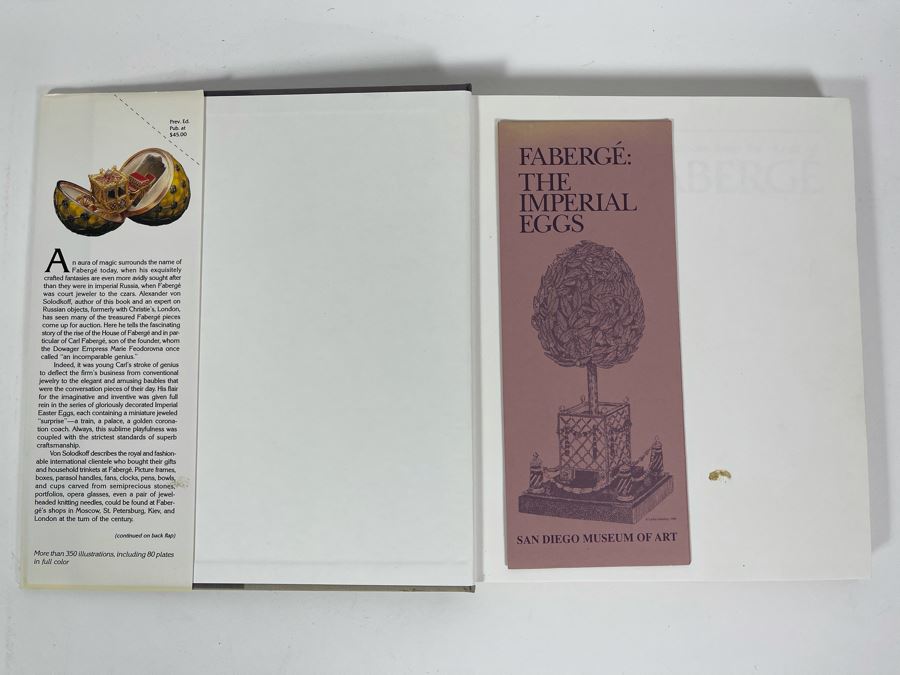 Prev. Ed.
Pub. at
$45.00
An aura of magic surrounds the name of
Fabergé today, when his exquisitely
crafted fantasies are even more avidly sought after
than they were in imperial Russia, when Fabergé
was court jeweler to the czars. Alexander von
Solodkoff, author of this book and an expert on
Russian objects, formerly with Christie's, London,
has seen many of the treasured Fabergé pieces
come up for auction. Here he tells the fascinating
story of the rise of the House of Fabergé and in par-
ticular of Carl Fabergé, son of the founder, whom
the Dowager Empress Marie Feodorovna once
called "an incomparable genius."
Indeed, it was young Carl's stroke of genius
to deflect the firm's business from conventional
jewelry to the elegant and amusing baubles that
were the conversation pieces of their day. His flair
for the imaginative and inventive was given full
rein in the series of gloriously decorated Imperial
Easter Eggs, each containing a miniature jeweled
"surprise"—a train, a palace, a golden corona-
tion coach. Always, this sublime playfulness was
coupled with the strictest standards of superb
craftsmanship.
Von Solodkoff describes the royal and fashion-
able international clientele who bought their gifts
and household trinkets at Fabergé. Picture frames,
boxes, parasol handles, fans, clocks, pens, bowls,
and cups carved from semiprecious stones,
portfolios, opera glasses, even a pair of jewel-
headed knitting needles, could be found at Faber-
gé's shops in Moscow, St. Petersburg, Kiev, and
London at the turn of the century.
(continued on back flap)
More than 350 illustrations, including 80 plates
in full color
FABERGÉ:
THE
IMPERIAL
EGGS
SAN DIEGO MUSEUM OF ART
FABERGÉ